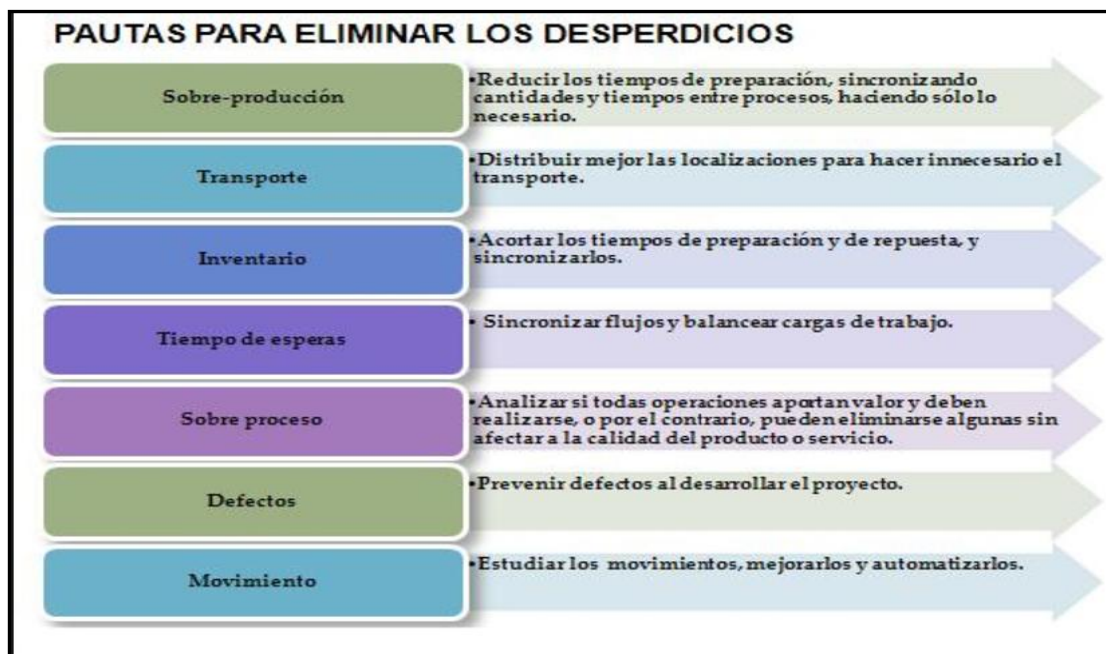 PAUTAS PARA ELIMINAR LOS DESPERDICIOS
Sobre-producción
•Reducir los tiempos de preparación, sincronizando
cantidades y tiempos entre procesos, haciendo sólo lo
necesario.
Transporte
•Distribuir mejor las localizaciones para hacer innecesario el
transporte.
Inventario
•Acortar los tiempos de preparación y de repuesta, y
sincronizarlos.
Tiempo de esperas
• Sincronizar flujos y balancear cargas de trabajo.
Sobre proceso
•Analizar si todas operaciones aportan valor y deben
realizarse, o por el contrario, pueden eliminarse algunas sin
afectar a la calidad del producto o servicio.
Defectos
•Prevenir defectos al desarrollar el proyecto.
Movimiento
•Estudiar los movimientos, mejorarlos y automatizarlos.